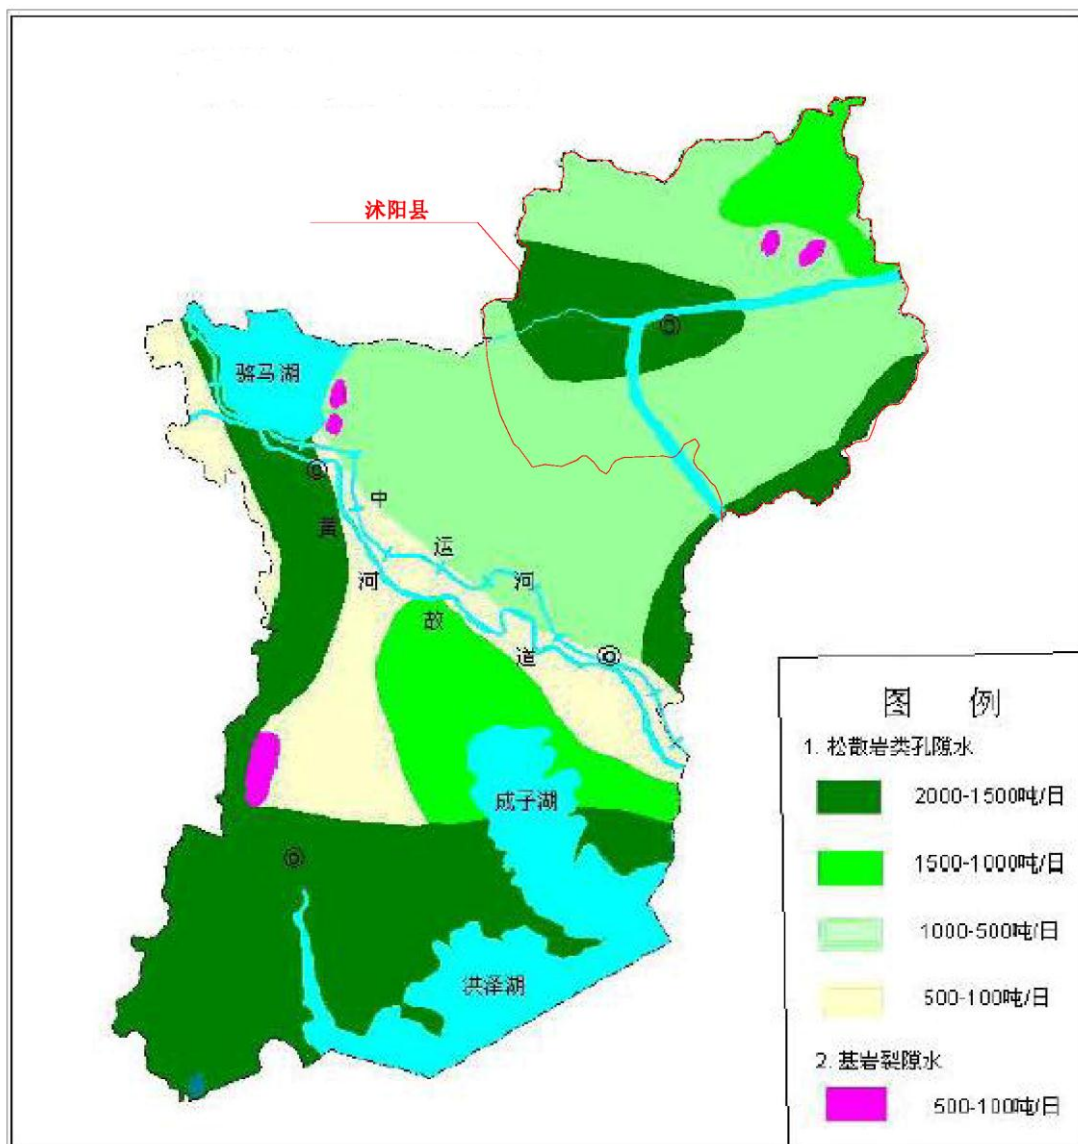 沭阳县
骆马湖
中
运
河
黄
河
故
道
成子湖
洪泽湖
图 例
1. 松散岩类孔隙水
2000-1500吨/日
1500-1000吨/日
1000-500吨/日
500-100吨/日
2. 基岩裂隙水
500-100吨/日